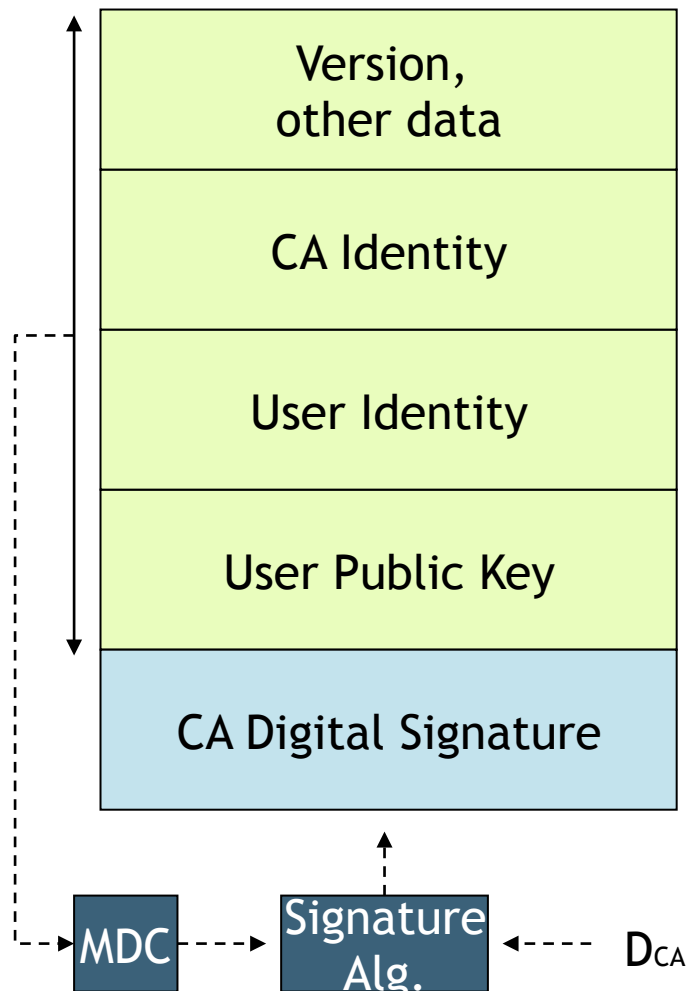 Version,
other data
CA Identity
User Identity
User Public Key
CA Digital Signature
MDC
Signature
Alg.
DCA